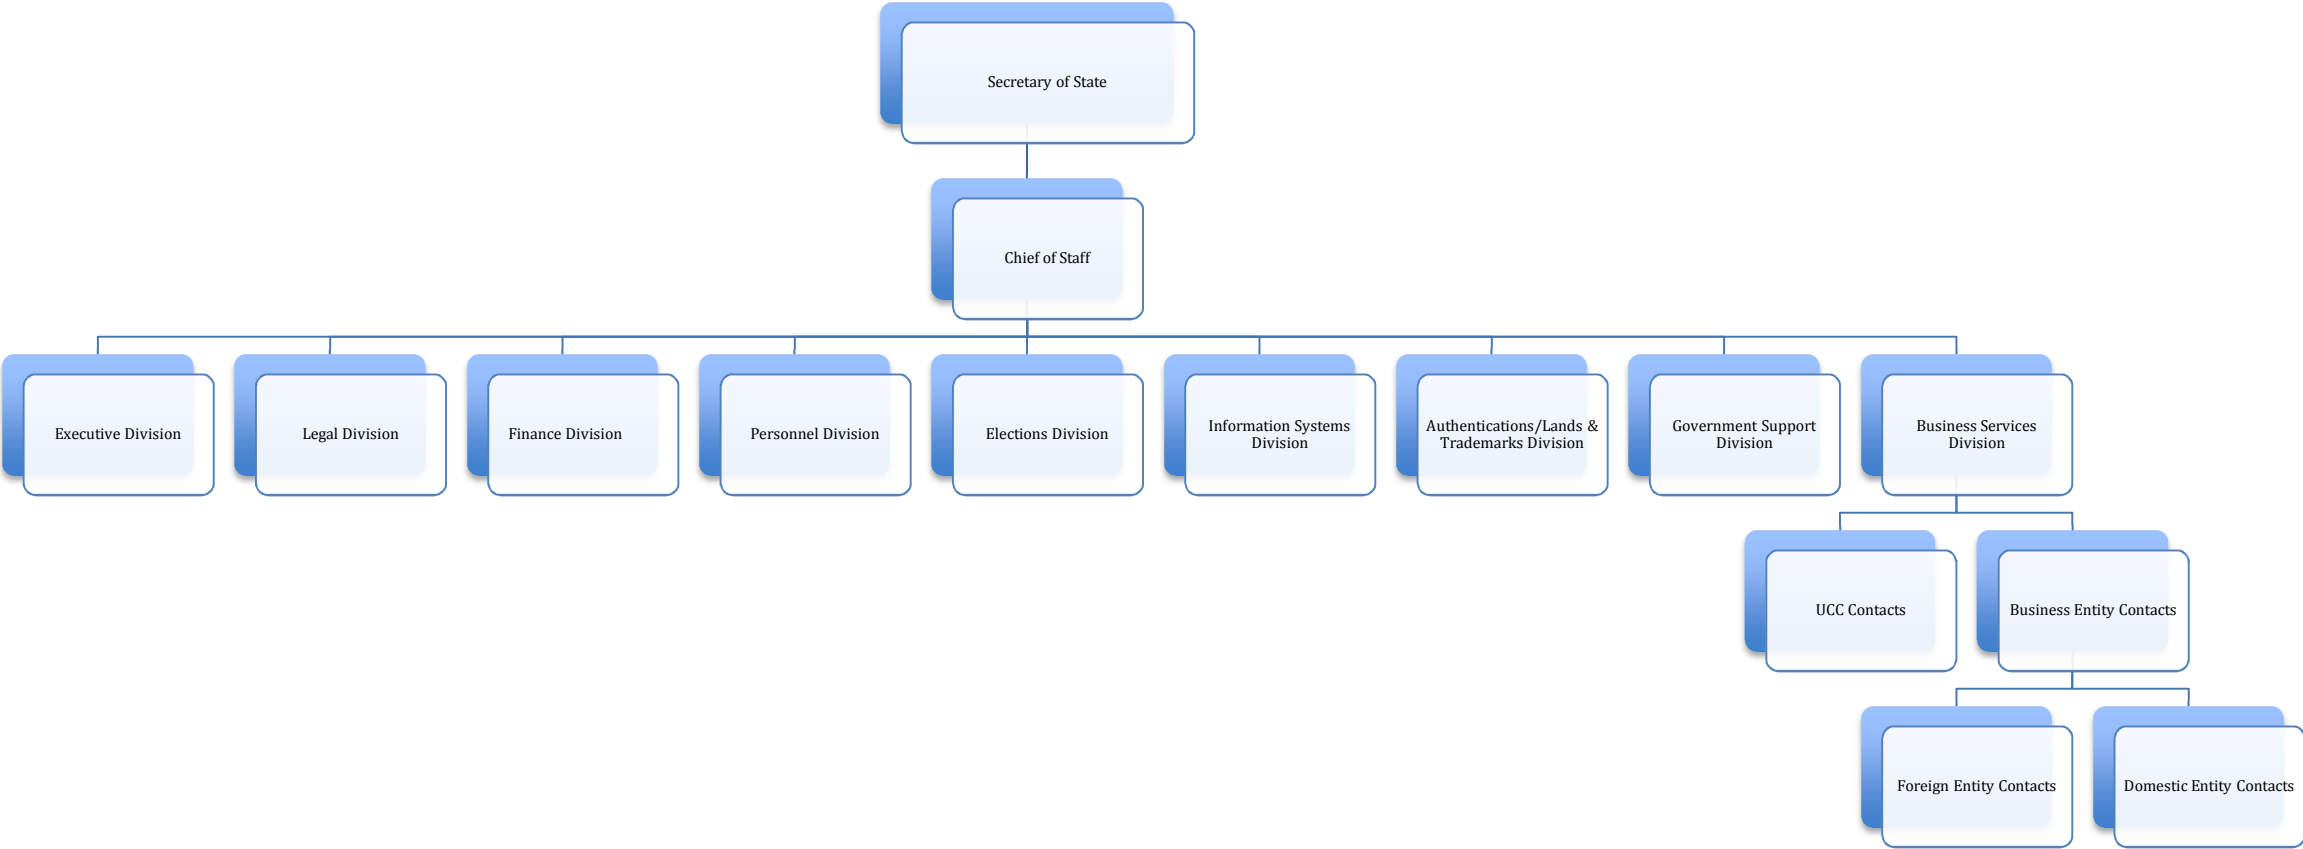 Secretary of State
Chief of Staff
Executive Division
Legal Division
Finance Division
Personnel Division
Elections Division
Information Systems
Division
Authentications/Lands &
Trademarks Division
Government Support
Division
Business Services
Division
UCC Contacts
Business Entity Contacts
Foreign Entity Contacts
Domestic Entity Contacts